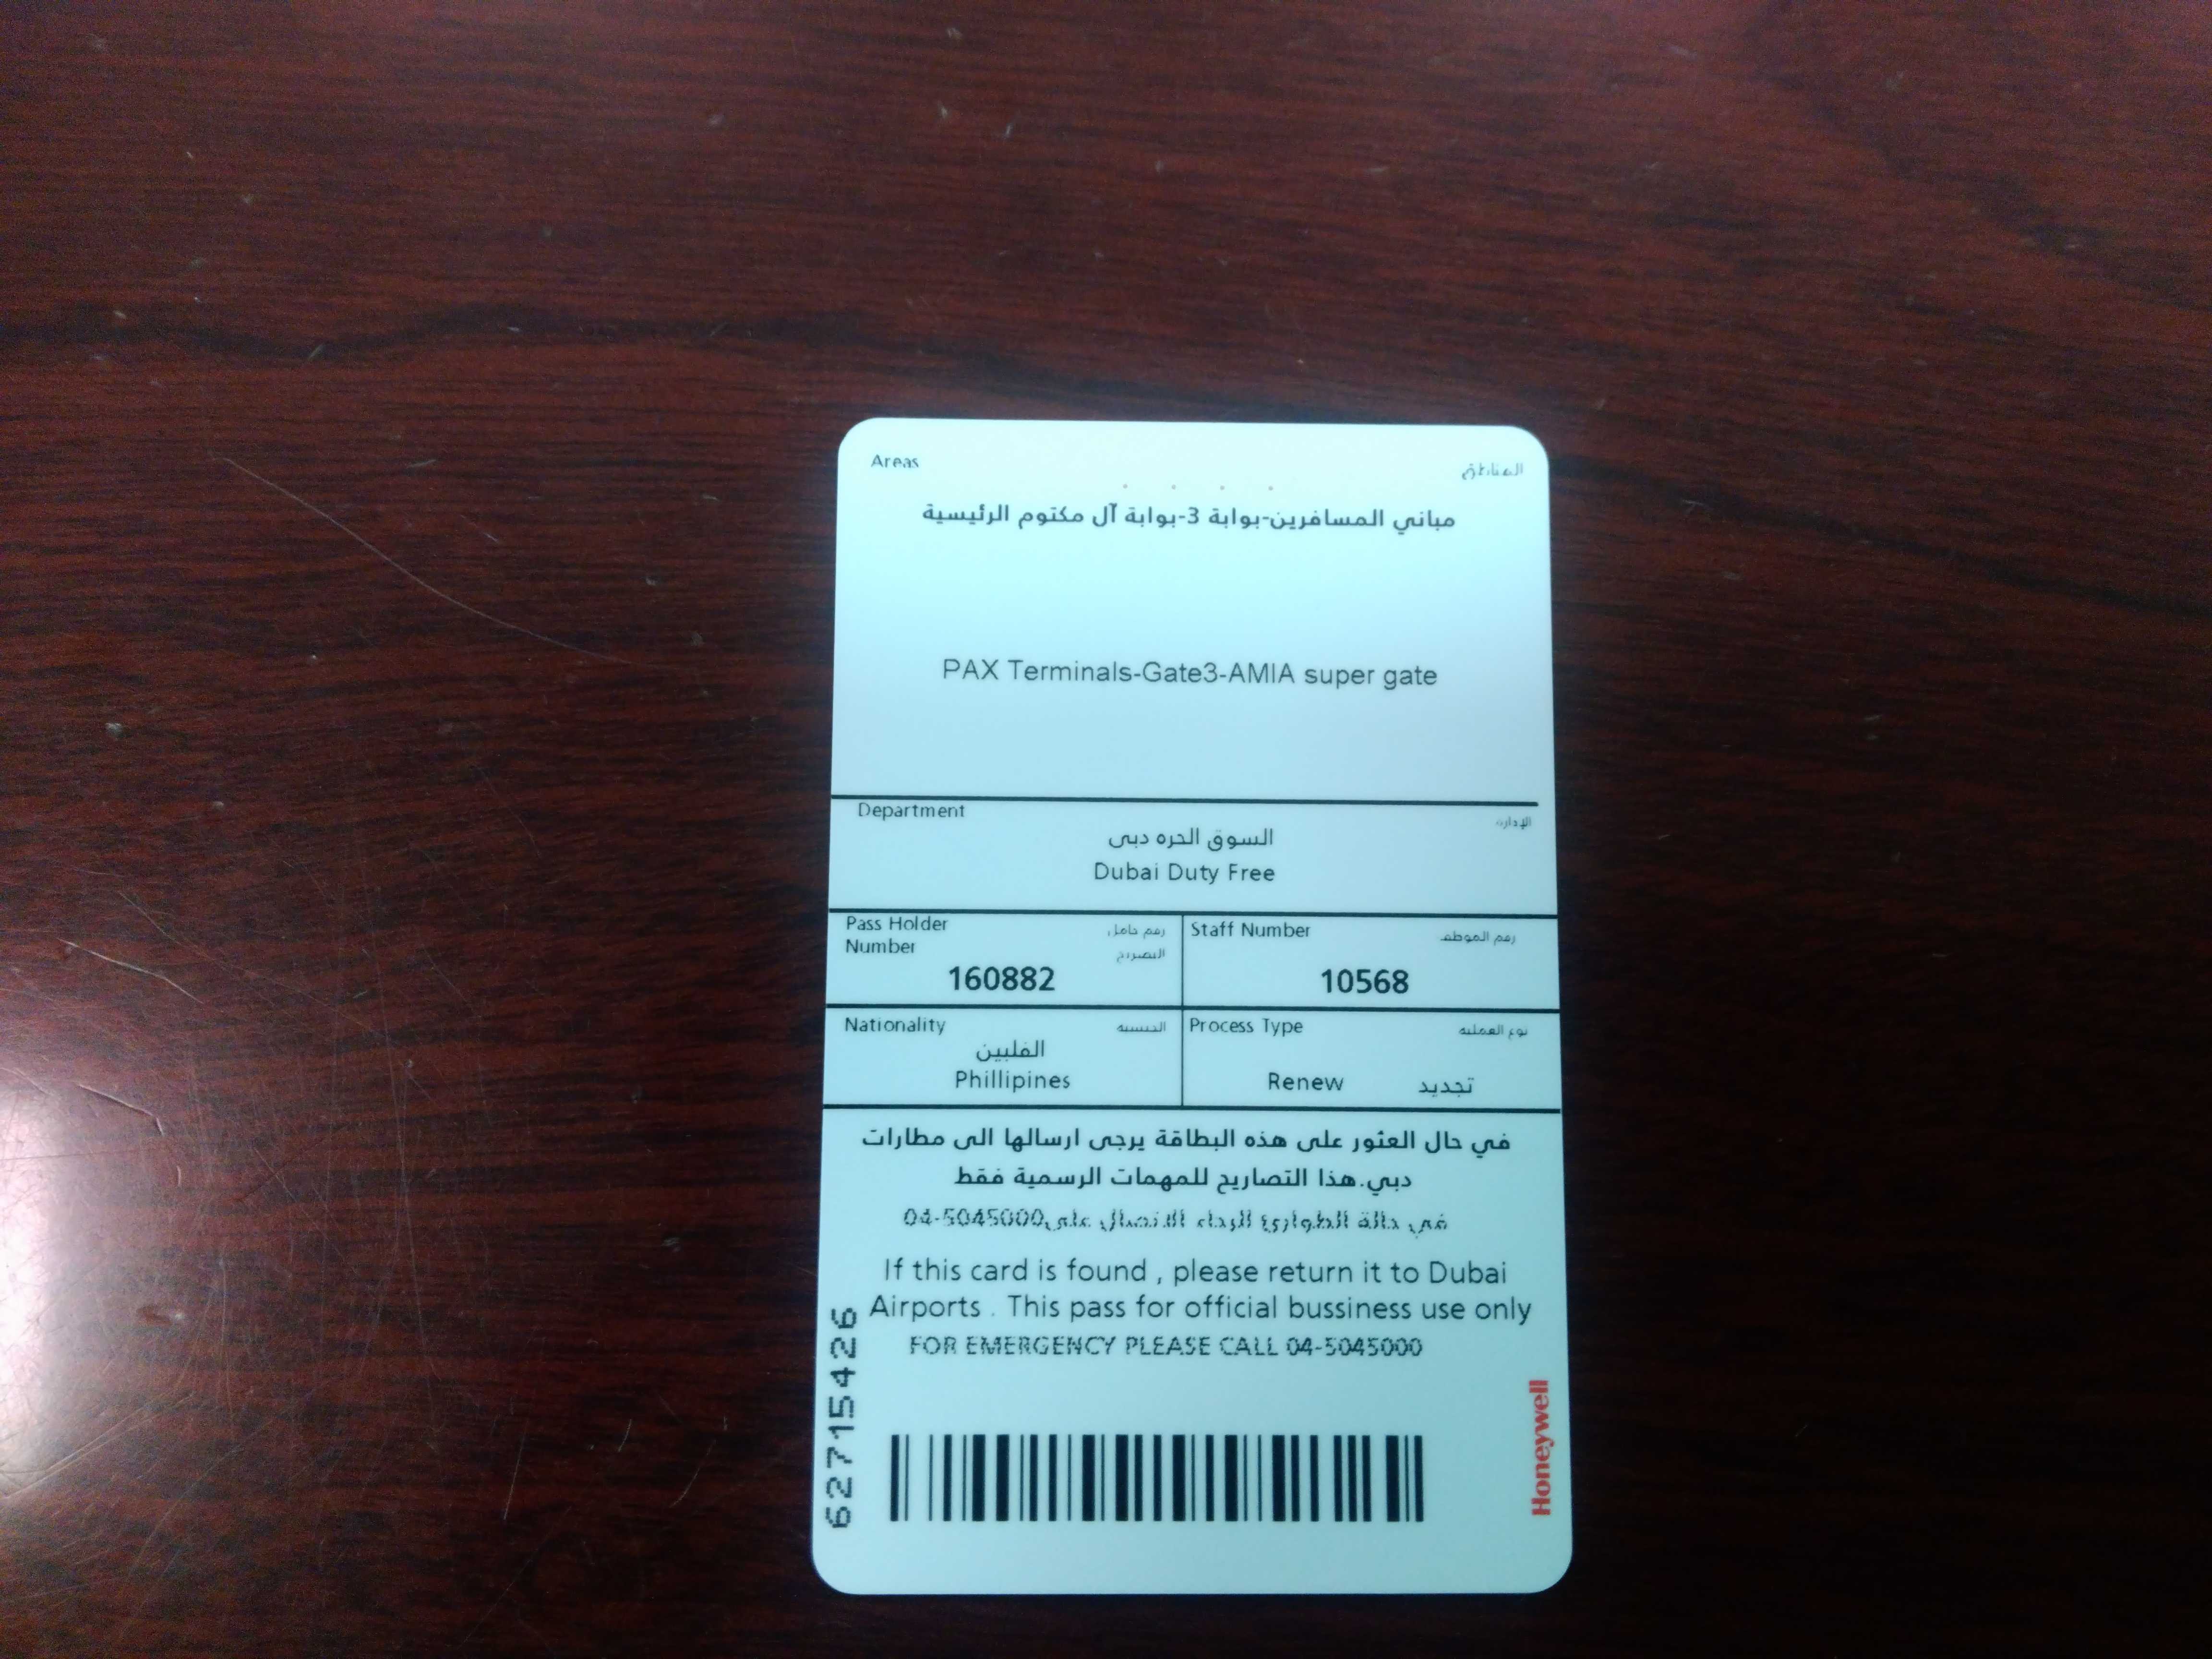 Areas المناطق
مباني المسافرين-بوابة 3-بوابة آل مكتوم الرئيسية
PAX Terminals-Gate3-AMIA super gate
Department الإدارة
السوق الحره دبى
Dubai Duty Free
Pass Holder Number رقم حامل التصريح
160882
Staff Number رقم الموظف
10568
Nationality الجنسية
الفلبين
Phillipines
Process Type نوع العملية
Renew تجديد
في حال العثور على هذه البطاقة يرجى ارسالها الى مطارات
دبي.هذا التصاريح للمهمات الرسمية فقط
في حالة الطوارئ الرجاء الاتصال على 04-5045000
If this card is found , please return it to Dubai
Airports . This pass for official bussiness use only
FOR EMERGENCY PLEASE CALL 04-5045000
62715426
Honeywell